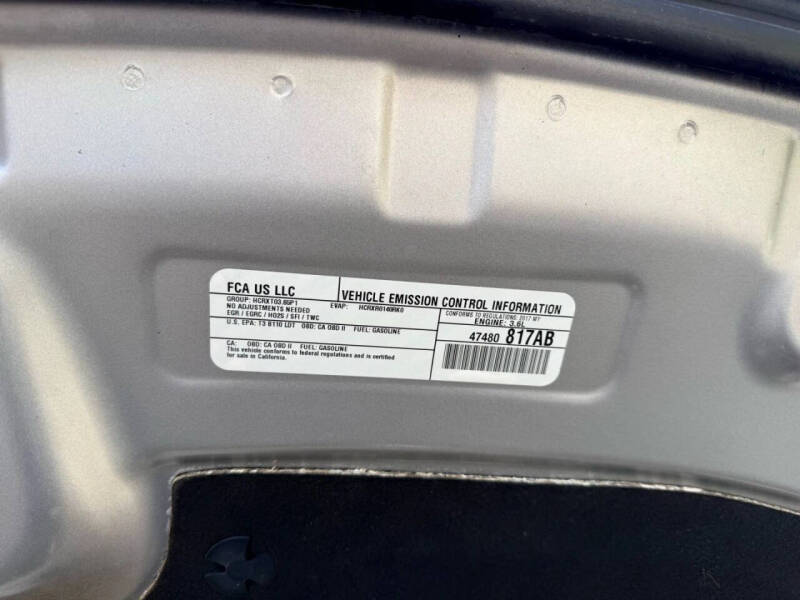 FCA US LLC
GROUP: HCRXT03.65P1
EVAP: HCRXR0140RK0
NO ADJUSTMENTS NEEDED
EGR / EGRC / HO2S / SFI / TWC
U.S. EPA: T3 B110 LDT OBD: CA OBD II FUEL: GASOLINE
CA: OBD: CA OBD II FUEL: GASOLINE
This vehicle conforms to federal regulations and is certified
for sale in California.
VEHICLE EMISSION CONTROL INFORMATION
CONFORMS TO REGULATIONS: 2017 MY
ENGINE: 3.6L
47480 817AB